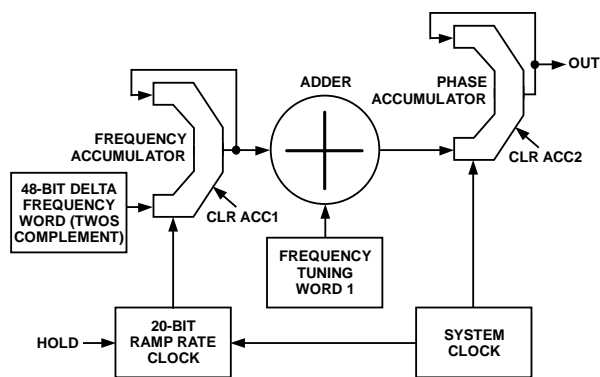 OUT
ADDER
PHASE
ACCUMULATOR
FREQUENCY
ACCUMULATOR
CLR ACC2
48-BIT DELTA
FREQUENCY
WORD (TWOS
COMPLEMENT)
CLR ACC1
FREQUENCY
TUNING
WORD 1
HOLD
20-BIT
RAMP RATE
CLOCK
SYSTEM
CLOCK